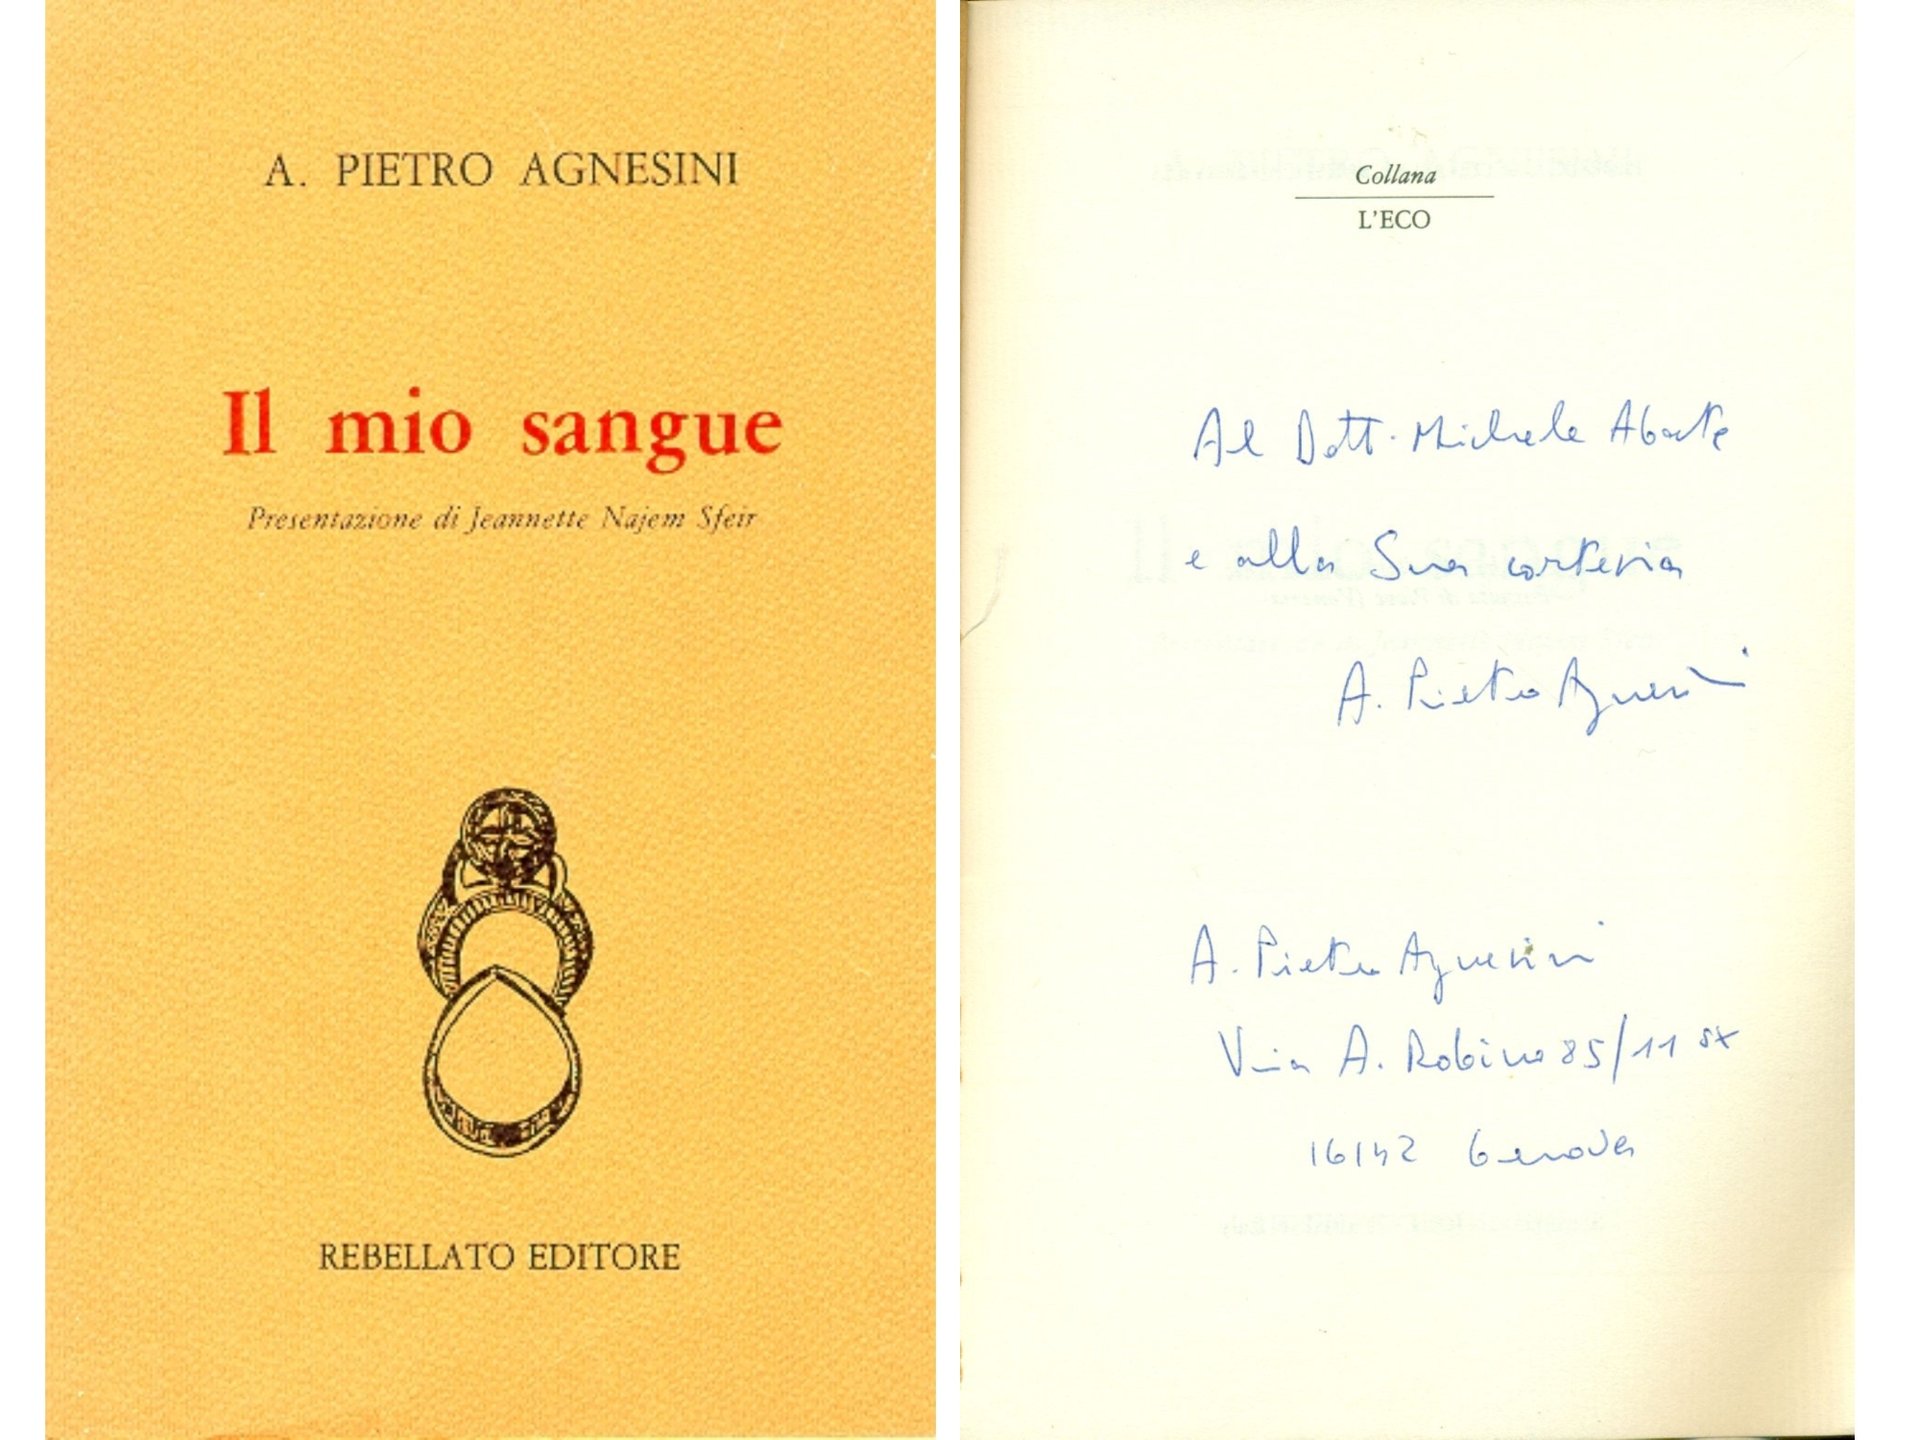 A. PIETRO AGNESINI
Il mio sangue
Presentazione di Jeannette Najem Sfeir
REBELLATO EDITORE
Collana
L'ECO
Al Dott. Michele Abate
e alla Sua cortesia
A. Pietro Agnesini
A. Pietro Agnesini
Via A. Robino 85/11 sx
16142 Genova